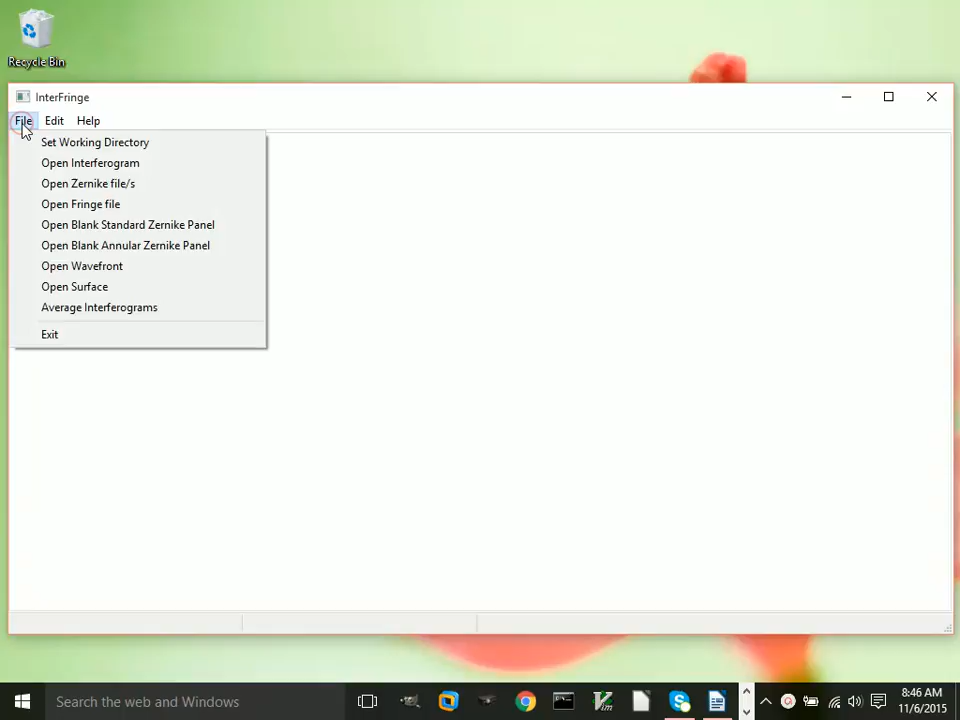 Recycle Bin
InterFringe
File Edit Help
Set Working Directory
Open Interferogram
Open Zernike file/s
Open Fringe file
Open Blank Standard Zernike Panel
Open Blank Annular Zernike Panel
Open Wavefront
Open Surface
Average Interferograms
Exit
Search the web and Windows
8:46 AM
11/6/2015